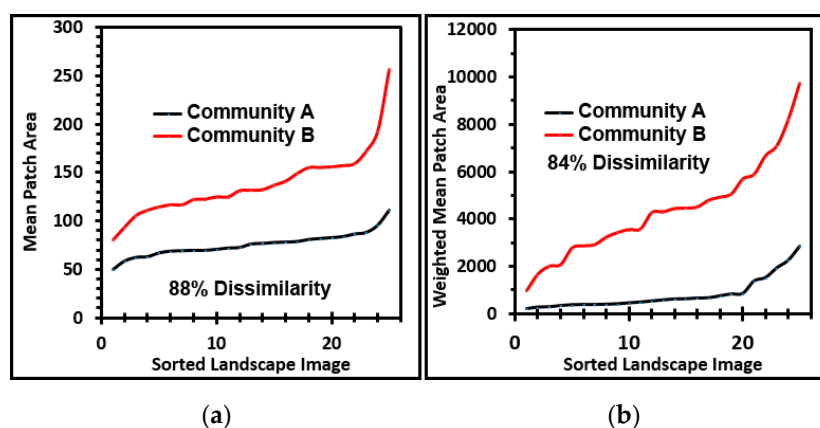 300
250
200
150
100
50
0
Mean Patch Area
Community A
Community B
88% Dissimilarity
0 10 20
Sorted Landscape Image
(a)
12000
10000
8000
6000
4000
2000
0
Weighted Mean Patch Area
Community A
Community B
84% Dissimilarity
0 10 20
Sorted Landscape Image
(b)